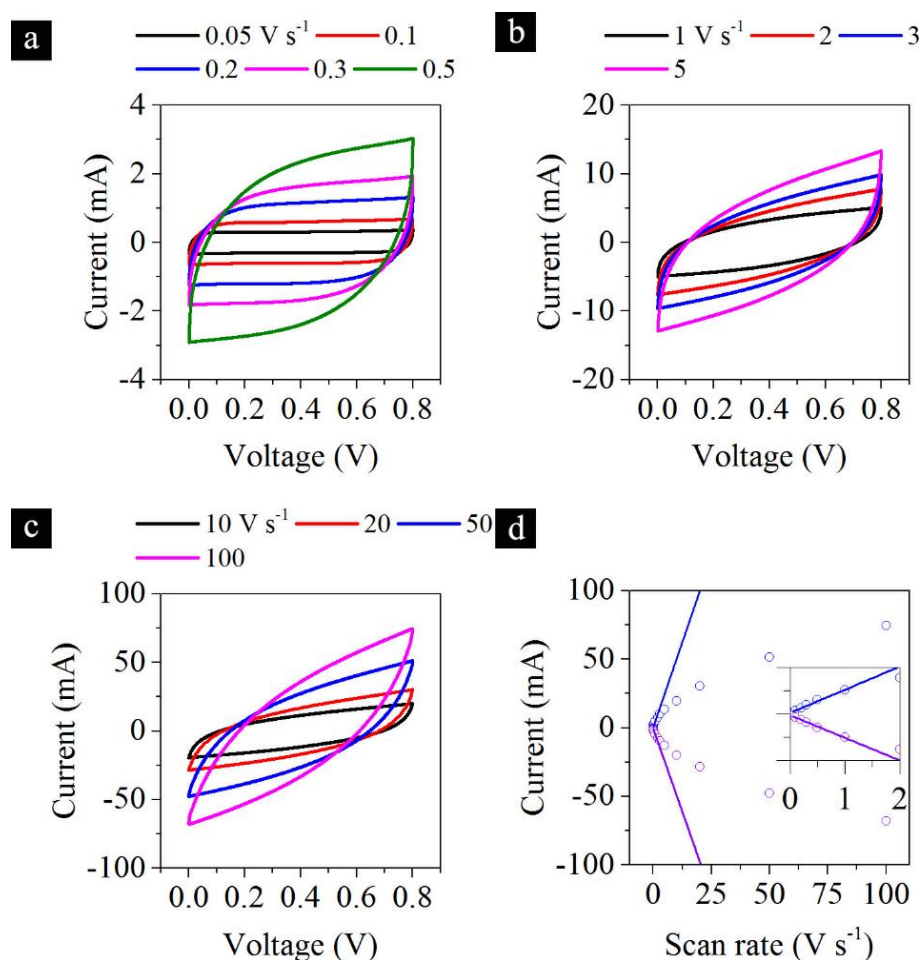 a
0.05 V s⁻¹ 0.1
0.2 0.3 0.5
4
2
0
-2
-4
Current (mA)
0.0 0.2 0.4 0.6 0.8
Voltage (V)
b
1 V s⁻¹ 2 3
5
20
10
0
-10
-20
Current (mA)
0.0 0.2 0.4 0.6 0.8
Voltage (V)
c
10 V s⁻¹ 20 50
100
100
50
0
-50
-100
Current (mA)
0.0 0.2 0.4 0.6 0.8
Voltage (V)
d
100
50
0
-50
-100
Current (mA)
0 1 2
0 25 50 75 100
Scan rate (V s⁻¹)